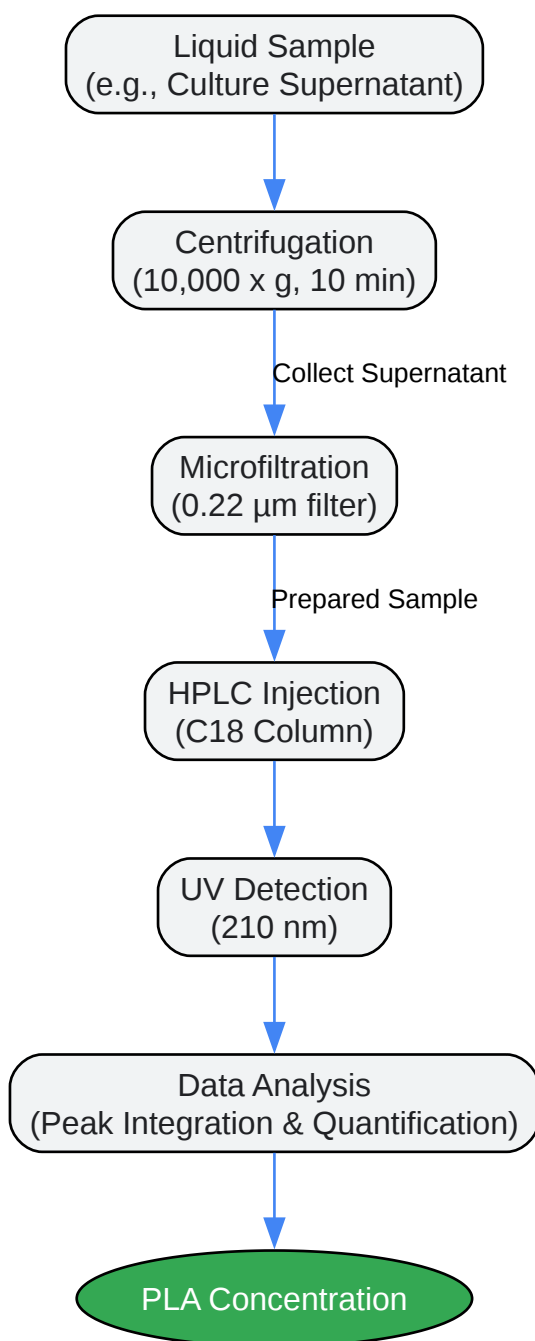 Liquid Sample
(e.g., Culture Supernatant)
Centrifugation
(10,000 x g, 10 min)
Collect Supernatant
Microfiltration
(0.22 µm filter)
Prepared Sample
HPLC Injection
(C18 Column)
UV Detection
(210 nm)
Data Analysis
(Peak Integration & Quantification)
PLA Concentration